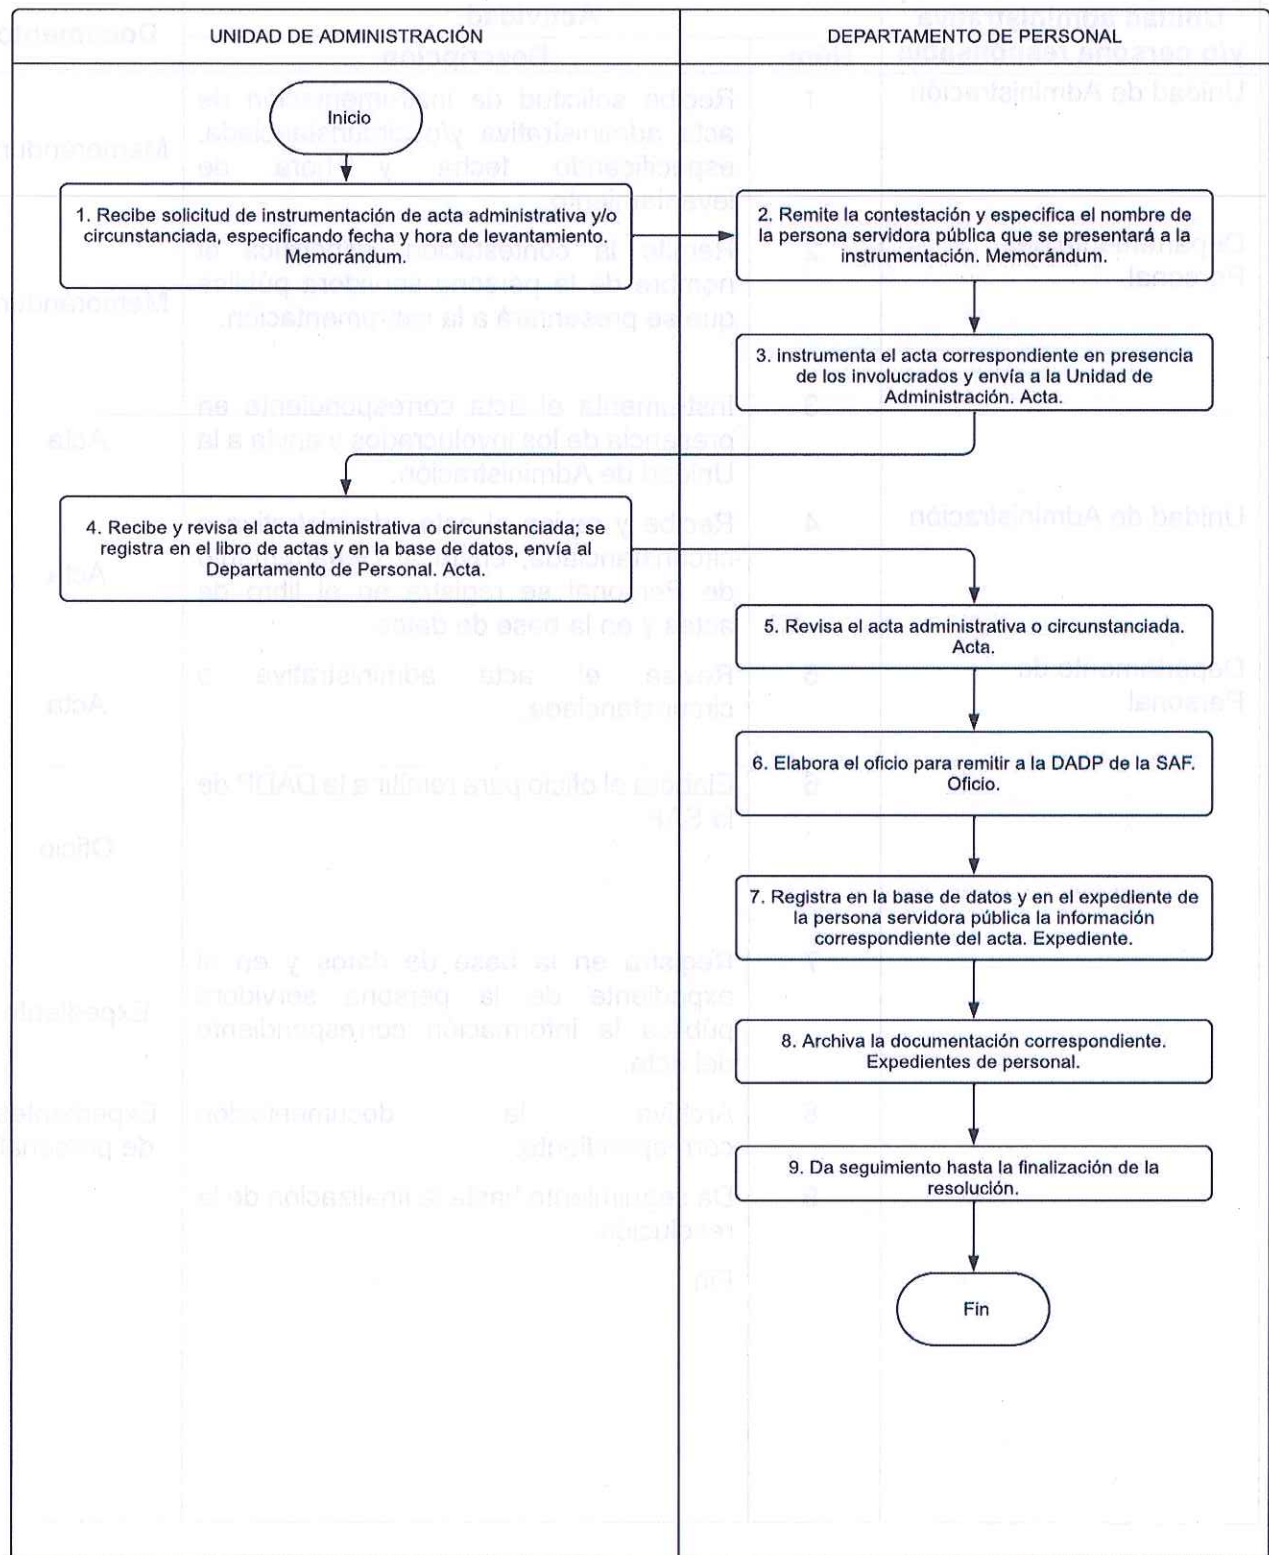 UNIDAD DE ADMINISTRACIÓN
DEPARTAMENTO DE PERSONAL
Inicio
1. Recibe solicitud de instrumentación de acta administrativa y/o
circunstanciada, especificando fecha y hora de levantamiento.
Memorándum.
2. Remite la contestación y especifica el nombre de
la persona servidora pública que se presentará a la
instrumentación. Memorándum.
3. instrumenta el acta correspondiente en presencia
de los involucrados y envía a la Unidad de
Administración. Acta.
4. Recibe y revisa el acta administrativa o circunstanciada; se
registra en el libro de actas y en la base de datos, envía al
Departamento de Personal. Acta.
5. Revisa el acta administrativa o circunstanciada.
Acta.
6. Elabora el oficio para remitir a la DADP de la SAF.
Oficio.
7. Registra en la base de datos y en el expediente de
la persona servidora pública la información
correspondiente del acta. Expediente.
8. Archiva la documentación correspondiente.
Expedientes de personal.
9. Da seguimiento hasta la finalización de la
resolución.
Fin